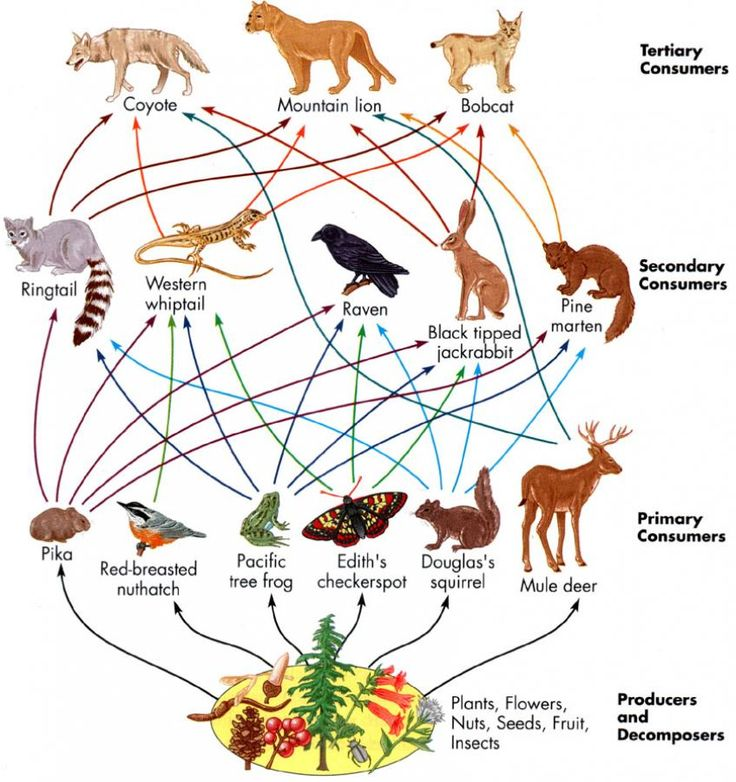 Tertiary
Consumers
Coyote
Mountain lion
Bobcat
Secondary
Consumers
Ringtail
Western
whiptail
Raven
Black tipped
jackrabbit
Pine
marten
Primary
Consumers
Pika
Red-breasted
nuthatch
Pacific
tree frog
Edith's
checkerspot
Douglas's
squirrel
Mule deer
Plants, Flowers,
Nuts, Seeds, Fruit,
Insects
Producers
and
Decomposers